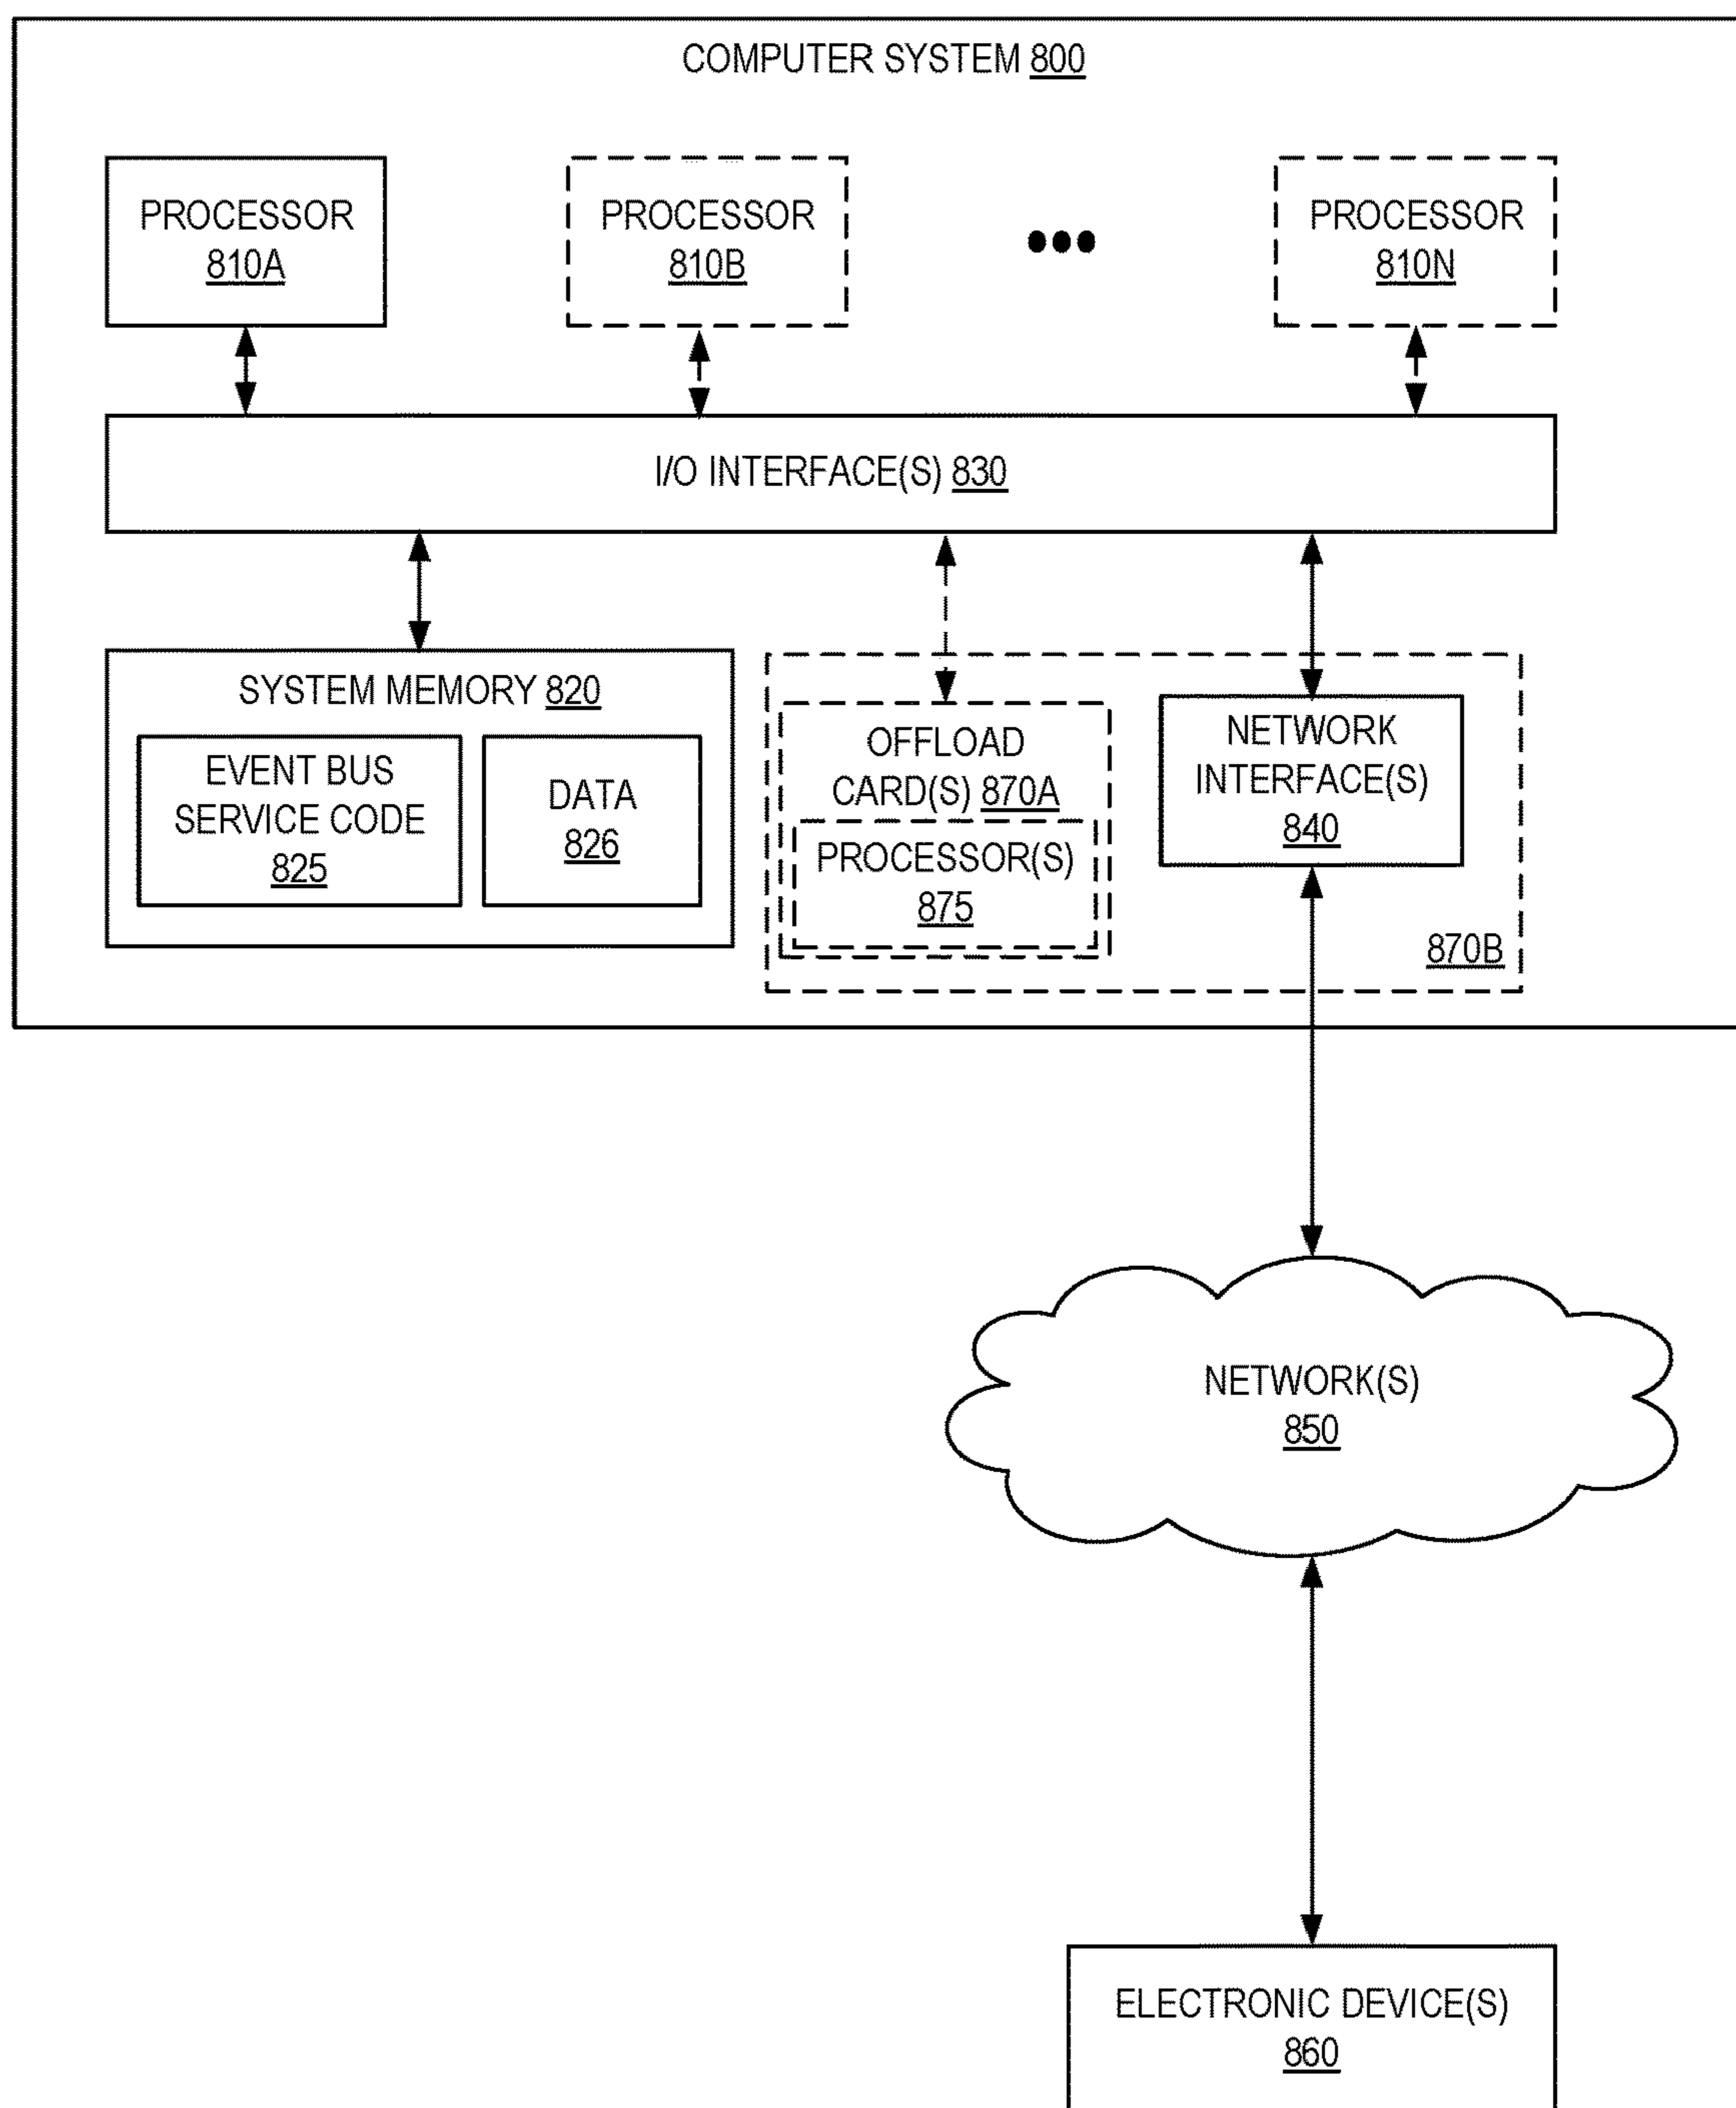 COMPUTER SYSTEM 800
PROCESSOR
810A
PROCESSOR
810B
PROCESSOR
810N
I/O INTERFACE(S) 830
SYSTEM MEMORY 820
EVENT BUS
SERVICE CODE
825
DATA
826
OFFLOAD
CARD(S) 870A
PROCESSOR(S)
875
NETWORK
INTERFACE(S)
840
870B
NETWORK(S)
850
ELECTRONIC DEVICE(S)
860